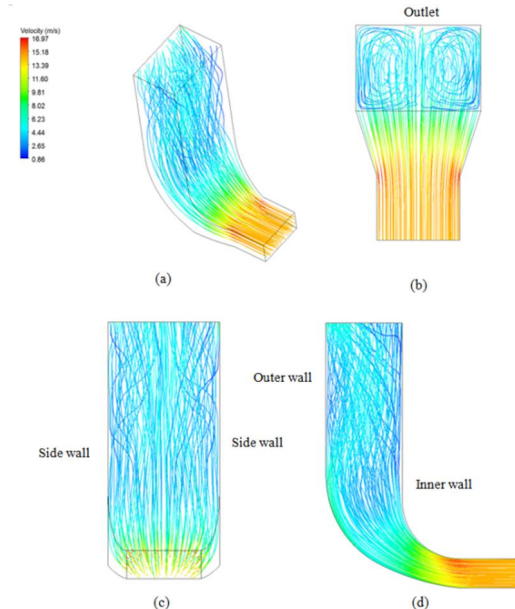 Velocity (m/s)
16.97
15.18
13.39
11.60
9.81
8.02
6.23
4.44
2.65
0.86
Outlet
(a)
(b)
Outer wall
Side wall
Side wall
Inner wall
(c)
(d)